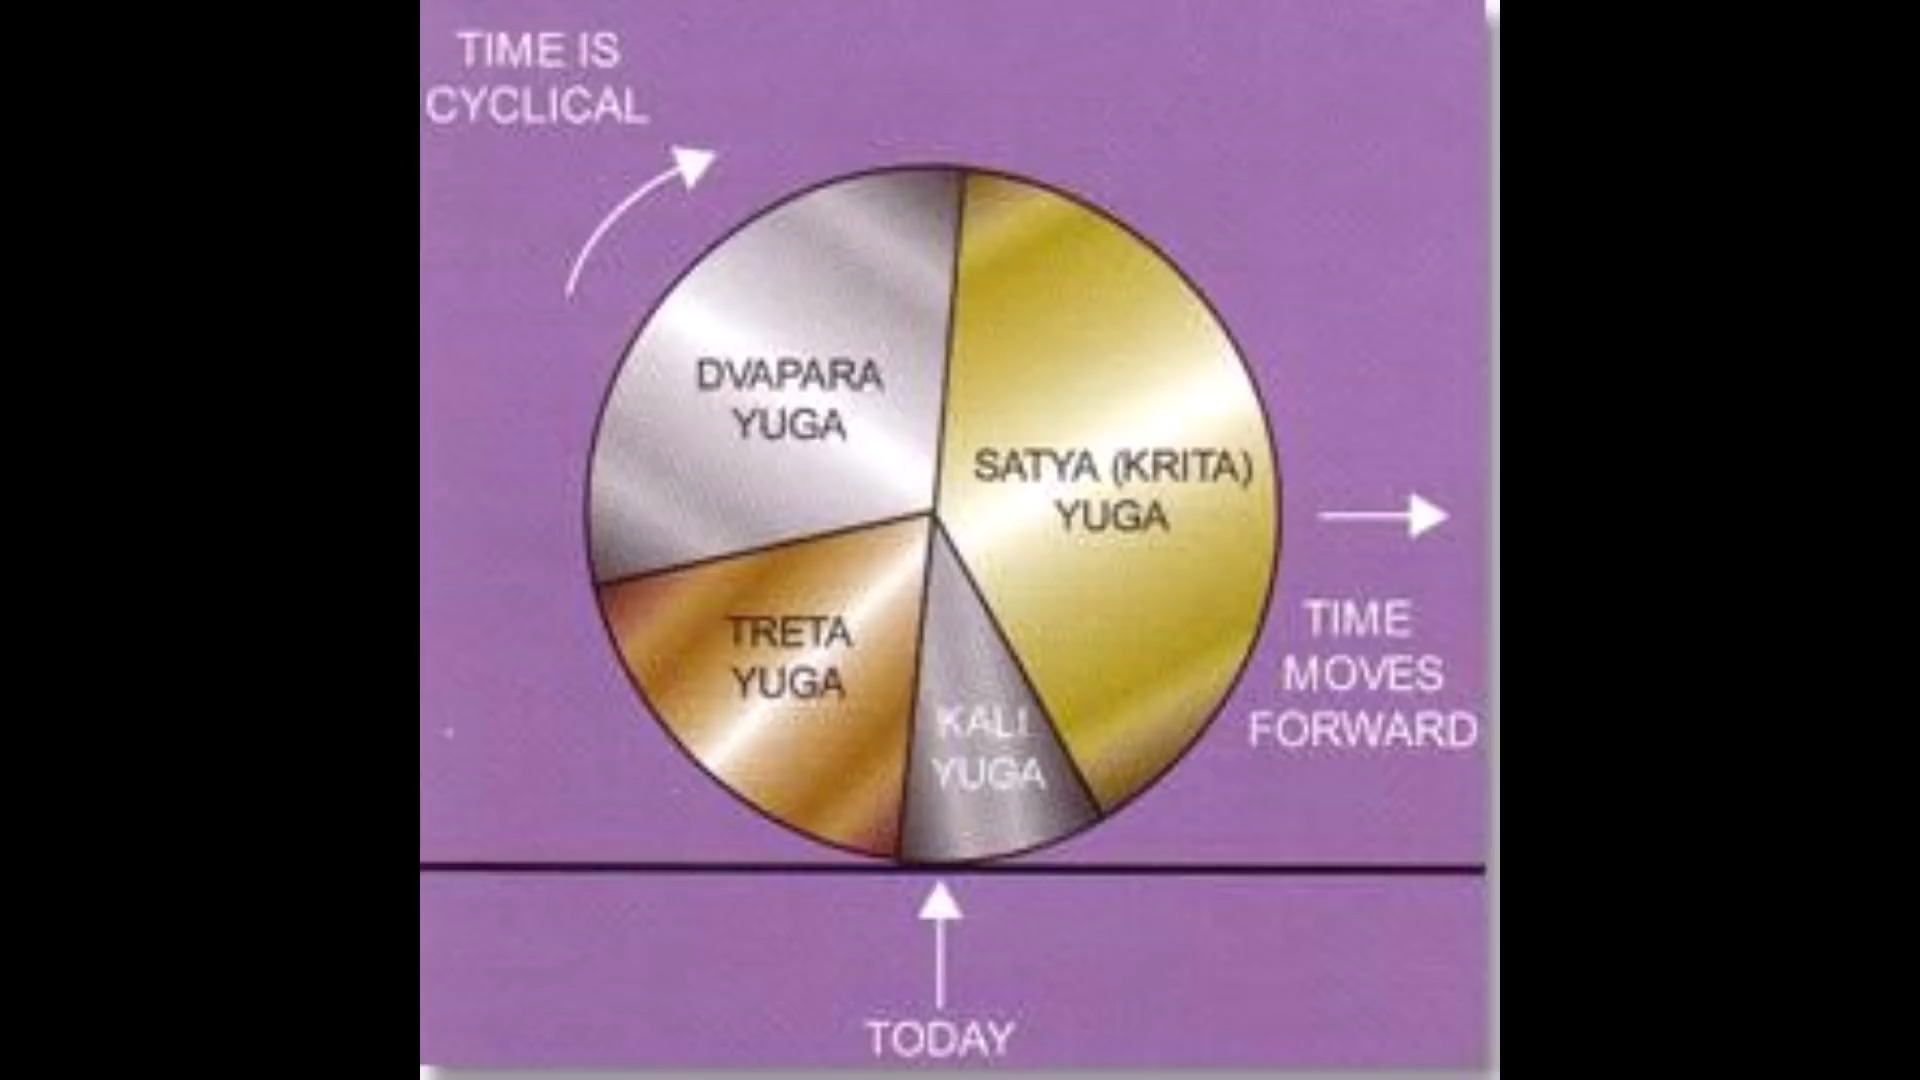 TIME IS
CYCLICAL
DVAPARA
YUGA
SATYA (KRITA)
YUGA
TRETA
YUGA
KALI
YUGA
TIME
MOVES
FORWARD
TODAY